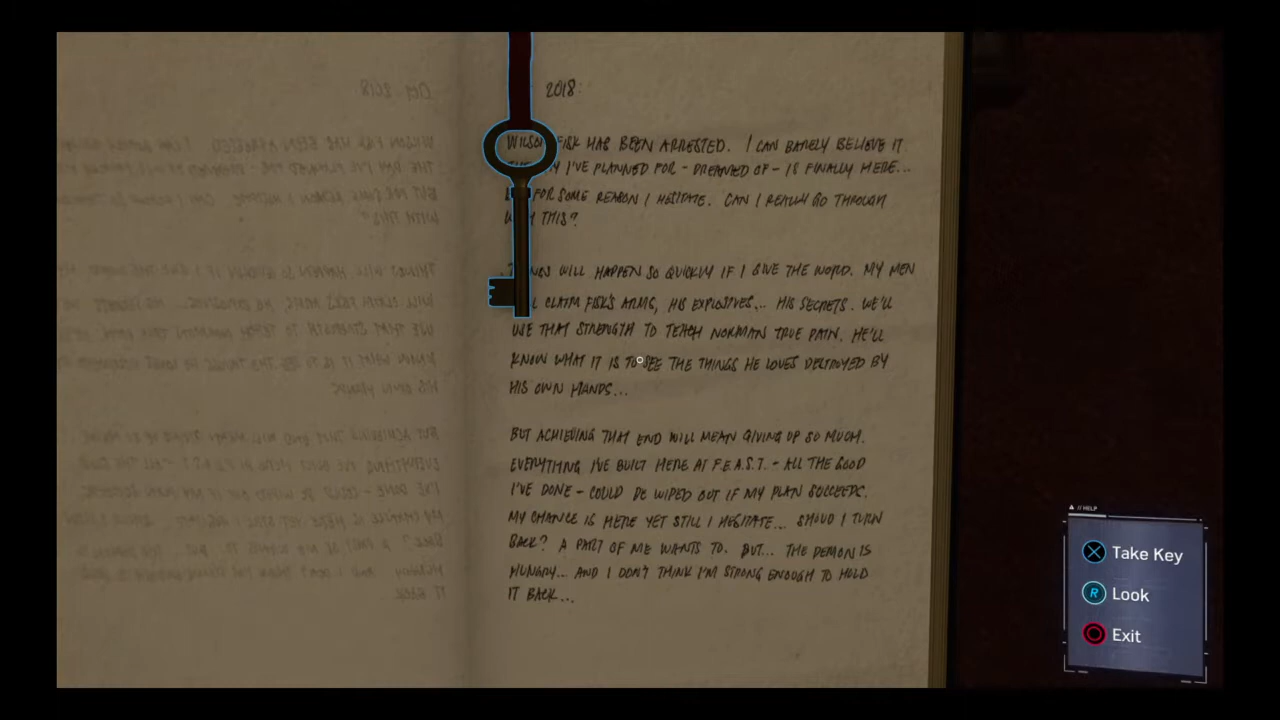 2018:
WILSON FISK HAS BEEN ARRESTED. I CAN BARELY BELIEVE IT.
I'VE PLANNED FOR - DREAMED OF - IS FINALLY HERE...
FOR SOME REASON I HESITATE. CAN I REALLY GO THROUGH
THIS?
THINGS WILL HAPPEN SO QUICKLY IF I GIVE THE WORD. MY MEN
CLAIM FISK'S ARMS, HIS EXPLOSIVES... HIS SECRETS. WE'LL
USE THAT STRENGTH TO TEACH NORMAN TRUE PAIN. HE'LL
KNOW WHAT IT IS TO SEE THE THINGS HE LOVES DESTROYED BY
HIS OWN HANDS...
BUT ACHIEVING THAT END WILL MEAN GIVING UP SO MUCH.
EVERYTHING I'VE BUILT HERE AT F.E.A.S.T. - ALL THE GOOD
I'VE DONE - COULD BE WIPED OUT IF MY PLAN SUCCEEDS.
MY CHANCE IS HERE YET STILL I HESITATE... SHOUD I TURN
BACK? A PART OF ME WANTS TO. BUT... THE DEMON IS
HUNGRY... AND I DON'T THINK I'M STRONG ENOUGH TO HOLD
IT BACK...
// HELP
Take Key
R Look
Exit